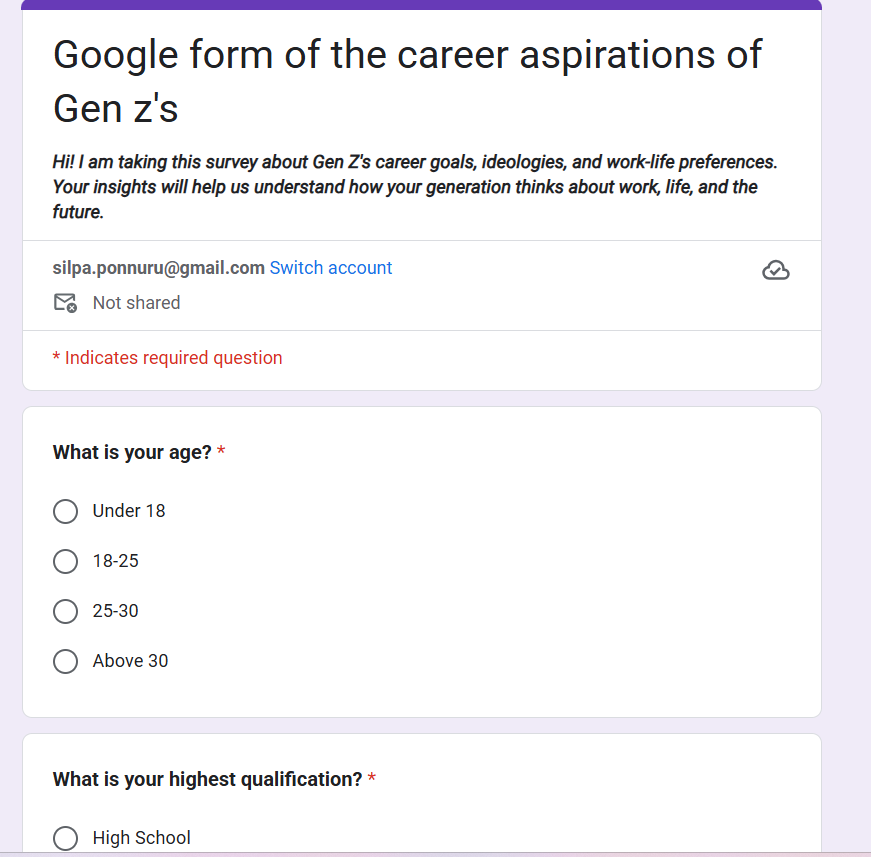 Google form of the career aspirations of
Gen z's
Hi! I am taking this survey about Gen Z's career goals, ideologies, and work-life preferences.
Your insights will help us understand how your generation thinks about work, life, and the
future.
silpa.ponnuru@gmail.com Switch account
Not shared
* Indicates required question
What is your age? *
Under 18
18-25
25-30
Above 30
What is your highest qualification? *
High School